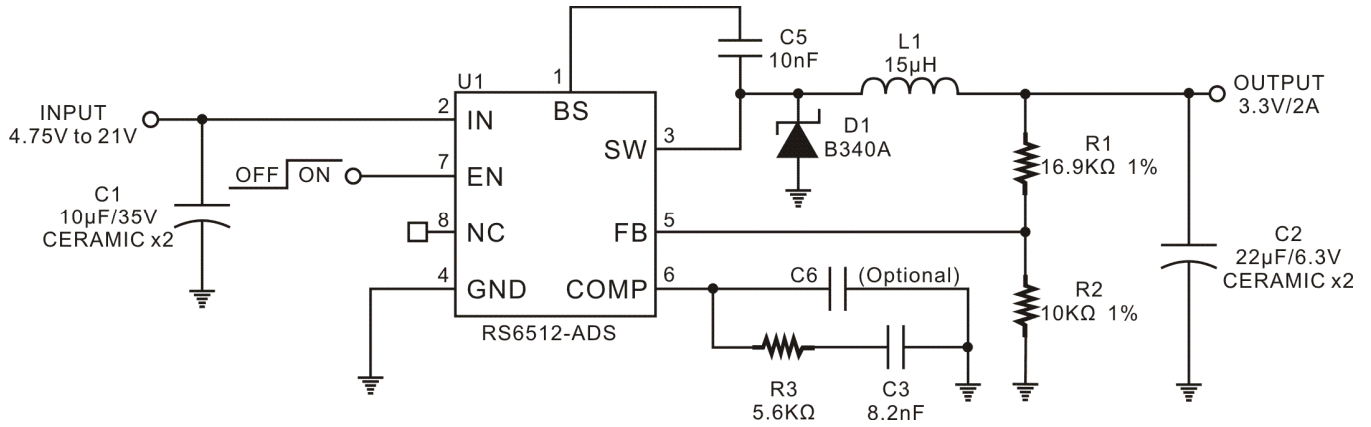 C5
10nF
L1
15μH
OUTPUT
3.3V/2A
U1
1
BS
INPUT
4.75V to 21V
2
IN
SW
3
D1
B340A
R1
16.9KΩ 1%
OFF
ON
7
EN
C1
10μF/35V
CERAMIC x2
8
NC
FB
5
C2
22μF/6.3V
CERAMIC x2
4
GND
COMP
6
C6
(Optional)
R2
10KΩ 1%
RS6512-ADS
R3
5.6KΩ
C3
8.2nF